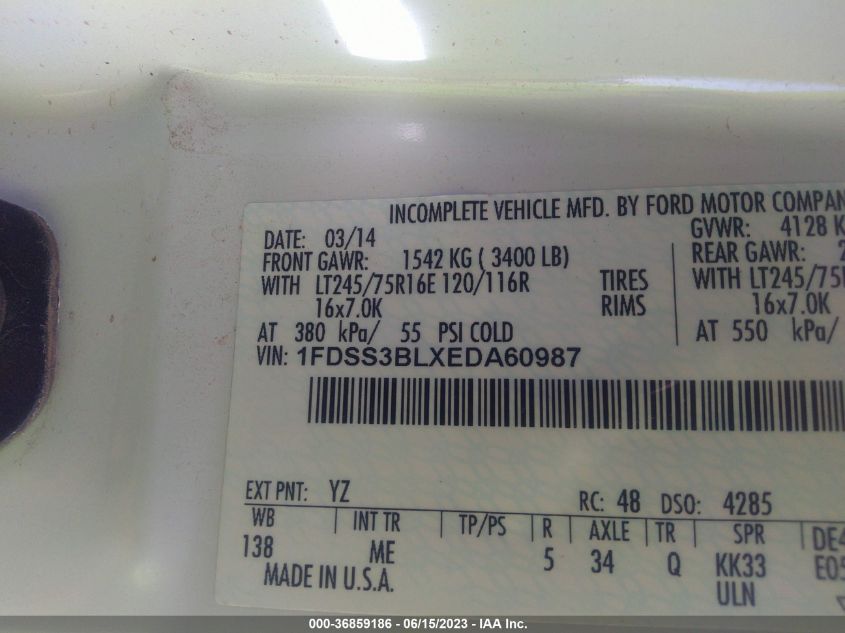 INCOMPLETE VEHICLE MFD. BY FORD MOTOR COMPAN
DATE: 03/14 GVWR: 4128 K
FRONT GAWR: 1542 KG ( 3400 LB) REAR GAWR: 2
WITH LT245/75R16E 120/116R TIRES WITH LT245/75
16x7.0K RIMS 16x7.0K
AT 380 kPa/ 55 PSI COLD AT 550 kPa/
VIN: 1FDSS3BLXEDA60987
EXT PNT: YZ RC: 48 DSO: 4285
WB INT TR TP/PS R AXLE TR SPR DE4
138 ME 5 34 Q KK33 E05
MADE IN U.S.A. ULN
000-36859186 - 06/15/2023 - IAA Inc.